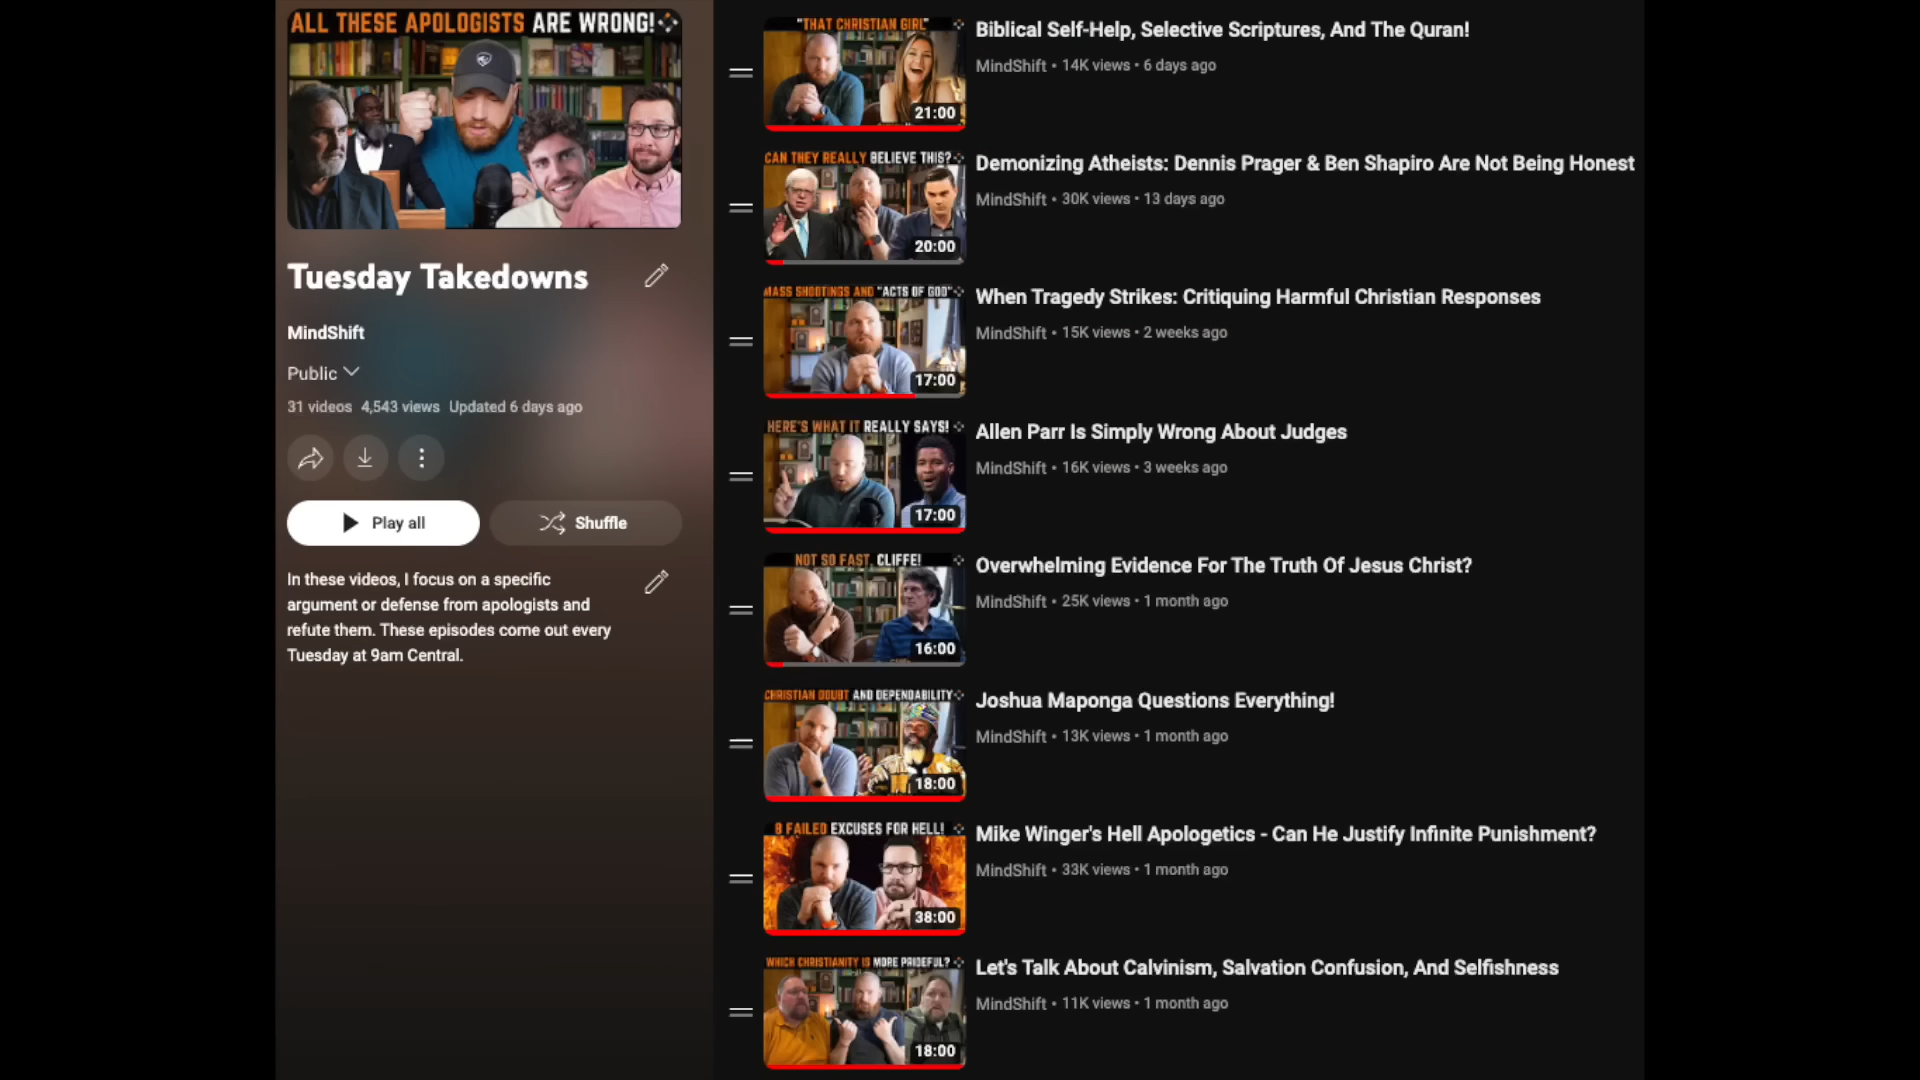 ALL THESE APOLOGISTS ARE WRONG!
Tuesday Takedowns
MindShift
Public
31 videos 4,543 views Updated 6 days ago
Play all
Shuffle
In these videos, I focus on a specific
argument or defense from apologists and
refute them. These episodes come out every
Tuesday at 9am Central.
"THAT CHRISTIAN GIRL"
21:00
Biblical Self-Help, Selective Scriptures, And The Quran!
MindShift • 14K views • 6 days ago
CAN THEY REALLY BELIEVE THIS?
20:00
Demonizing Atheists: Dennis Prager & Ben Shapiro Are Not Being Honest
MindShift • 30K views • 13 days ago
MASS SHOOTINGS AND "ACTS OF GOD"
17:00
When Tragedy Strikes: Critiquing Harmful Christian Responses
MindShift • 15K views • 2 weeks ago
HERE'S WHAT IT REALLY SAYS!
17:00
Allen Parr Is Simply Wrong About Judges
MindShift • 16K views • 3 weeks ago
NOT SO FAST, CLIFFE!
16:00
Overwhelming Evidence For The Truth Of Jesus Christ?
MindShift • 25K views • 1 month ago
CHRISTIAN DOUBT AND DEPENDABILITY
18:00
Joshua Maponga Questions Everything!
MindShift • 13K views • 1 month ago
8 FAILED EXCUSES FOR HELL!
38:00
Mike Winger's Hell Apologetics - Can He Justify Infinite Punishment?
MindShift • 33K views • 1 month ago
WHICH CHRISTIANITY IS MORE PRIDEFUL?
18:00
Let's Talk About Calvinism, Salvation Confusion, And Selfishness
MindShift • 11K views • 1 month ago